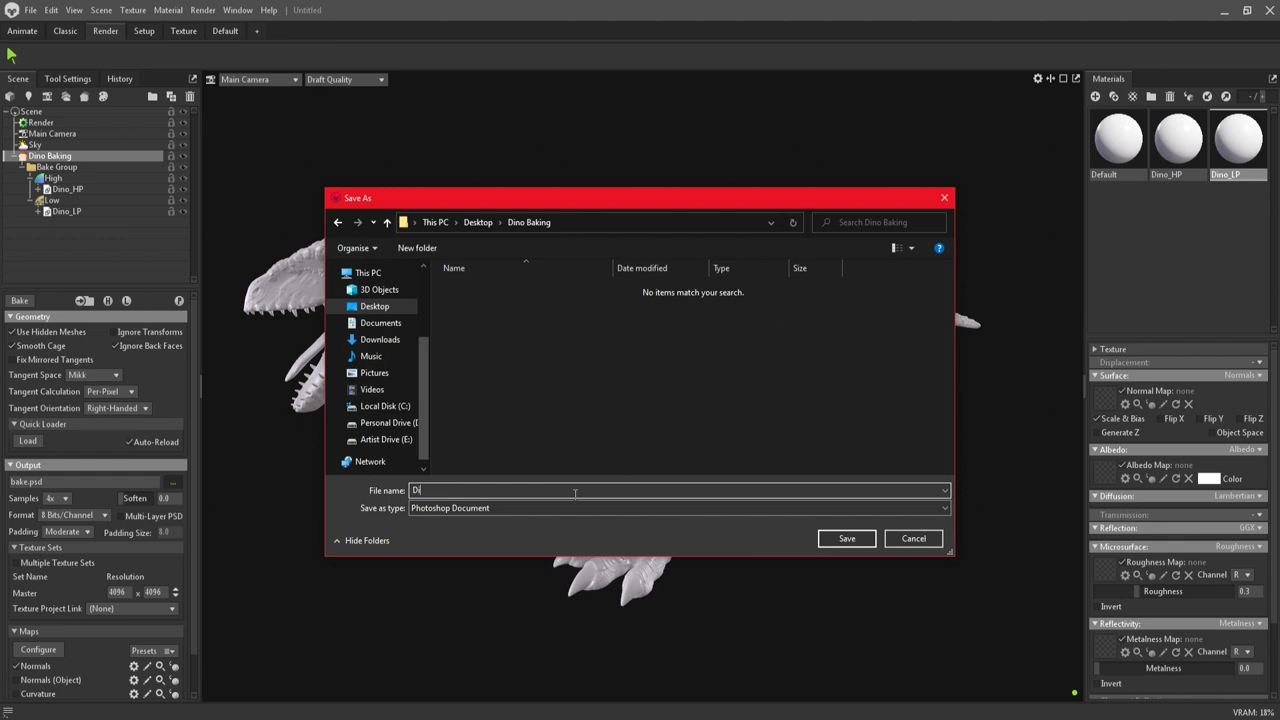 File Edit Scene Texture Material Render Window Help Untitled
Animate Classic Render Setup Texture Default +
Scene Tool Settings History
Main Camera Draft Quality
Materials
Scene
Render
Main Camera
Sky
Dino Baking
Bake Group
High
Dino_HP
Low
Dino_LP
Default Dino_HP Dino_LP
Save As
This PC Desktop Dino Baking
Search Dino Baking
Organise New folder
This PC
3D Objects
Desktop
Documents
Downloads
Music
Pictures
Videos
Local Disk (C:)
Personal Drive (
Artist Drive (E:)
Network
Name Date modified Type Size
No items match your search.
File name: Di
Save as type: Photoshop Document
Hide Folders
Save Cancel
Bake H L P
Geometry
Use Hidden Meshes Ignore Transforms
Smooth Cage Ignore Back Faces
Fix Mirrored Tangents
Tangent Space Mikk
Tangent Calculation Per-Pixel
Tangent Orientation Right-Handed
Quick Loader
Load Auto-Reload
Output
bake.psd ...
Samples 4x Soften 0.0
Format 8 Bits/Channel Multi-Layer PSD
Padding Moderate Padding Size: 8.0
Texture Sets
Multiple Texture Sets
Set Name Resolution
Master 4096 x 4096
Texture Project Link (None)
Maps
Configure Presets
Normals
Normals (Object)
Curvature
Texture
Displacement:
Surface: Normals
Normal Map: none
Scale & Bias Flip X Flip Y Flip Z
Generate Z Object Space
Albedo: Albedo
Albedo Map: none
Color
Diffusion: Lambertian
Transmission:
Reflection: GGX
Microsurface: Roughness
Roughness Map: none
Channel R
Roughness 0.3
Invert
Reflectivity: Metalness
Metalness Map: none
Channel R
Metalness 0.0
Invert
VRAM: 18%